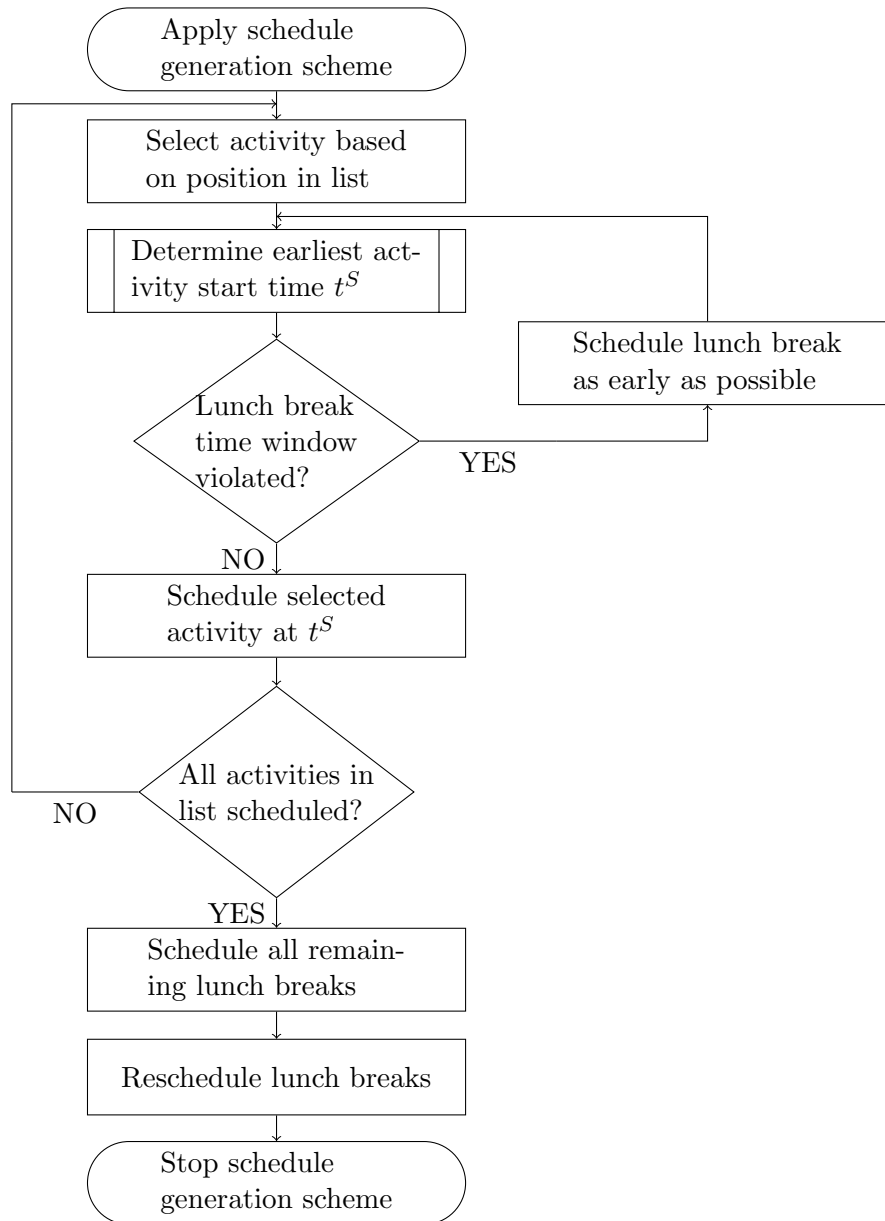 Apply schedule
generation scheme
Select activity based
on position in list
Determine earliest act-
ivity start time t^S
Schedule lunch break
as early as possible
Lunch break
time window
violated?
YES
NO
Schedule selected
activity at t^S
All activities in
list scheduled?
NO
YES
Schedule all remain-
ing lunch breaks
Reschedule lunch breaks
Stop schedule
generation scheme